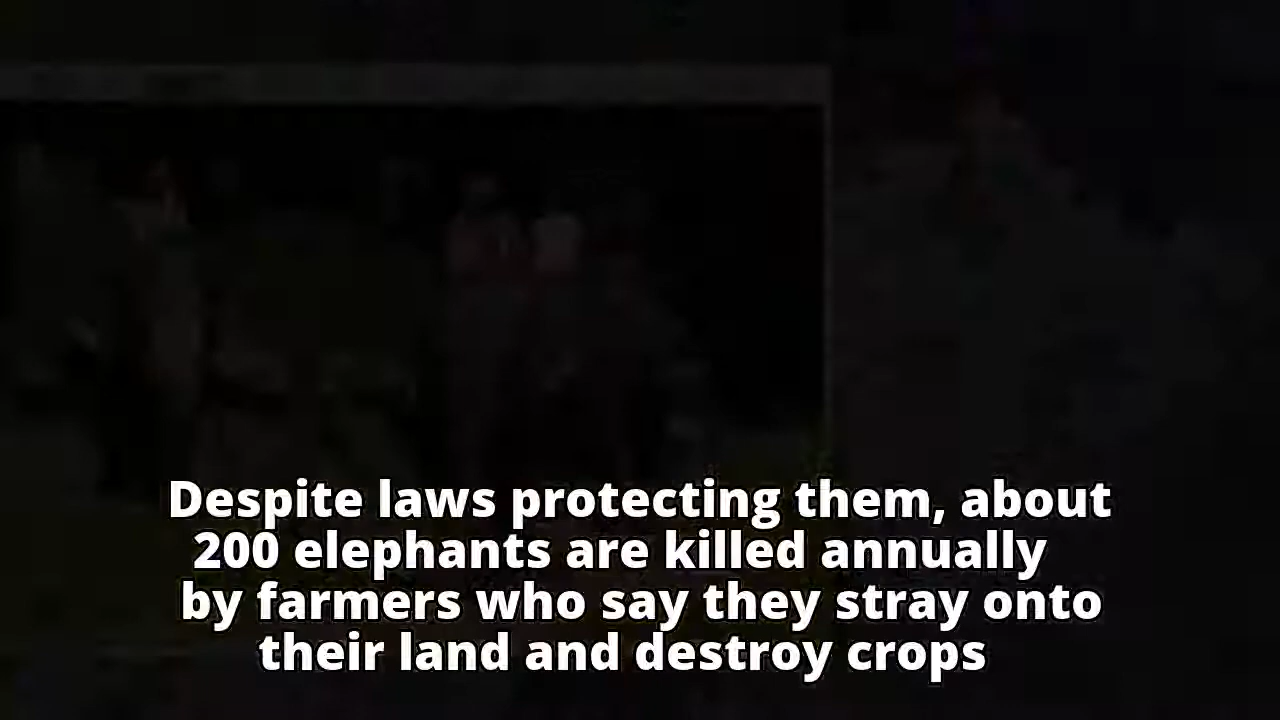 Despite laws protecting them, about
200 elephants are killed annually
by farmers who say they stray onto
their land and destroy crops